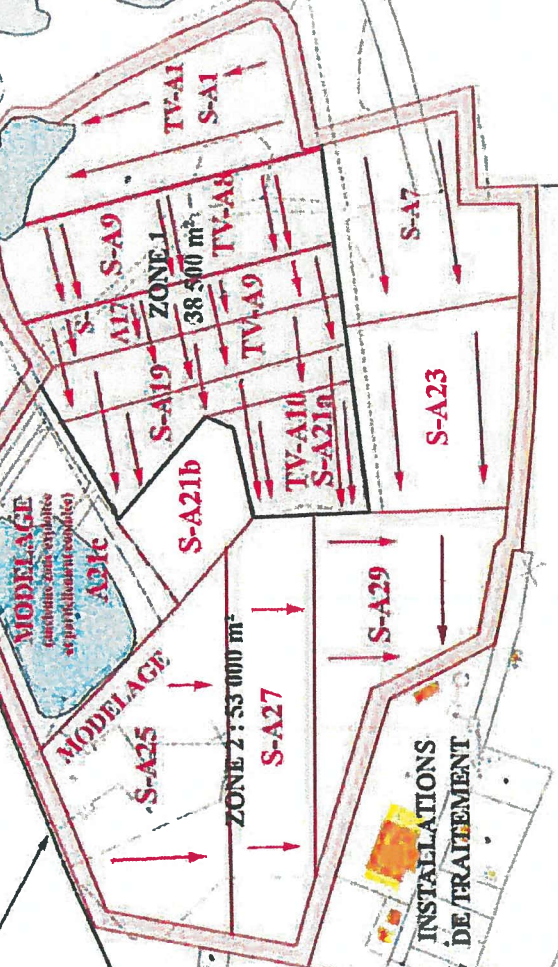 TV-A1
S-A1
S-A9
ZONE 1
38 500 m²
TV-A8
S-
A17
TV-A9
S-A19
TV-A10
S-A21a
S-A7
S-A23
S-A21b
MODELAGE
A21c
S-A29
MODELAGE
S-A25
ZONE 2 : 53 000 m²
S-A27
INSTALLATIONS
DE TRAITEMENT